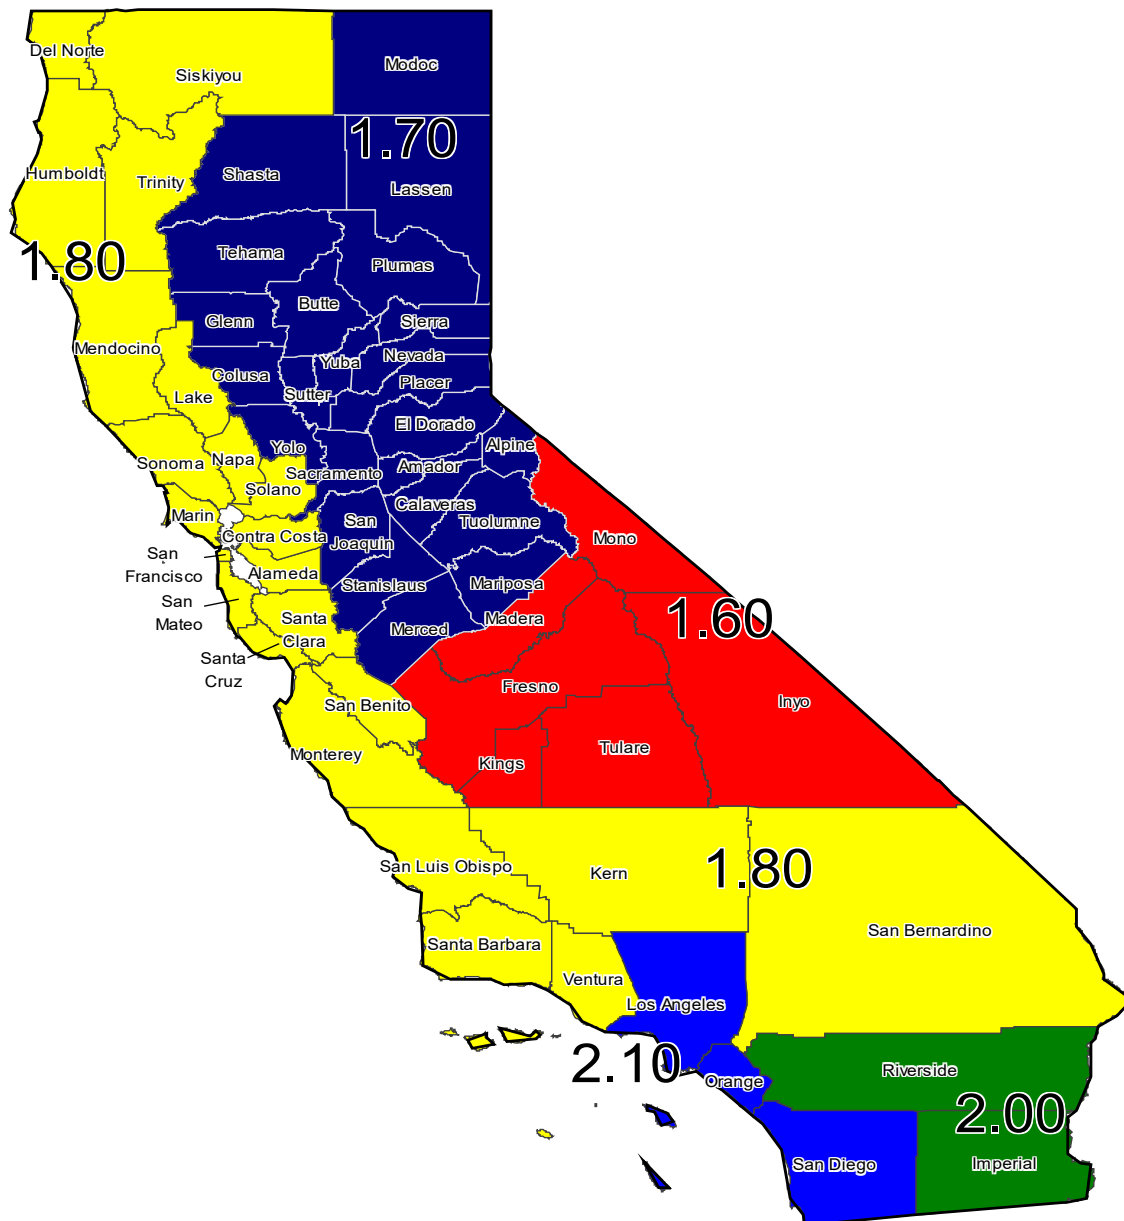 Del Norte
Siskiyou
Modoc
1.70
Humboldt
Trinity
Shasta
Lassen
1.80
Tehama
Plumas
Butte
Glenn
Sierra
Mendocino
Yuba
Nevada
Colusa
Placer
Lake
Sutter
El Dorado
Yolo
Alpine
Sonoma
Napa
Sacramento
Amador
Solano
Calaveras
Marin
San
Joaquin
Tuolumne
Contra Costa
Mono
San
Francisco
Alameda
Stanislaus
Mariposa
San
Mateo
Santa
Clara
Merced
Madera
1.60
Santa
Cruz
Fresno
San Benito
Inyo
Monterey
Kings
Tulare
San Luis Obispo
Kern
1.80
Santa Barbara
San Bernardino
Ventura
Los Angeles
2.10
Orange
Riverside
2.00
San Diego
Imperial